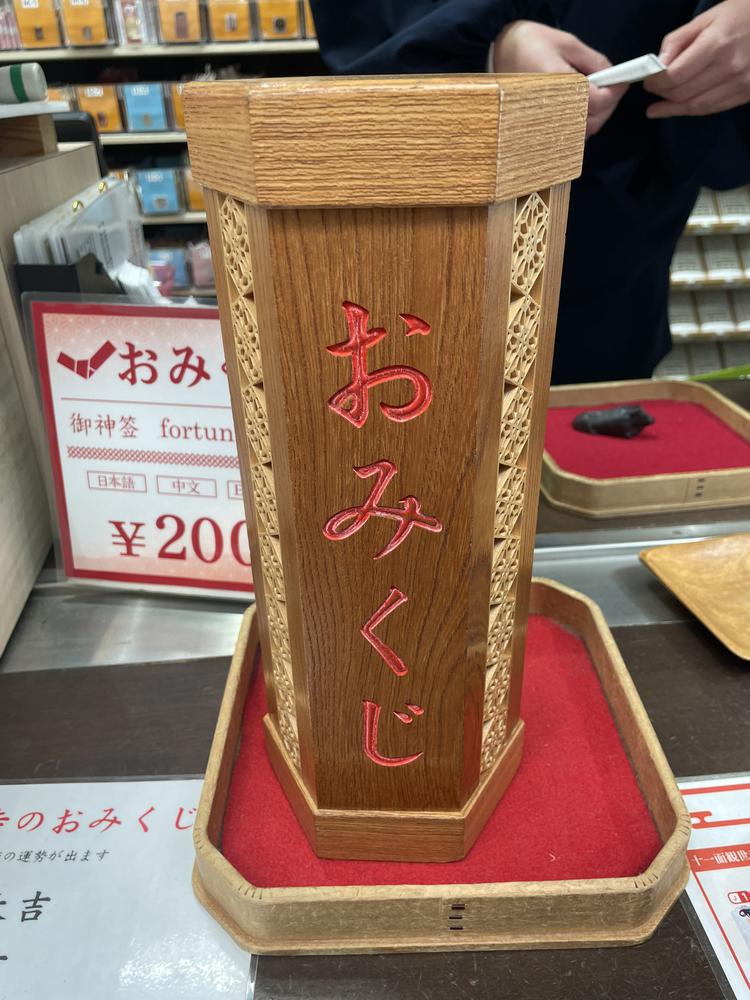 おみくじ
おみ
御神签 fortun
日本語 中文
¥200
のおみくじ
の運勢が出ます
吉
十一面観世